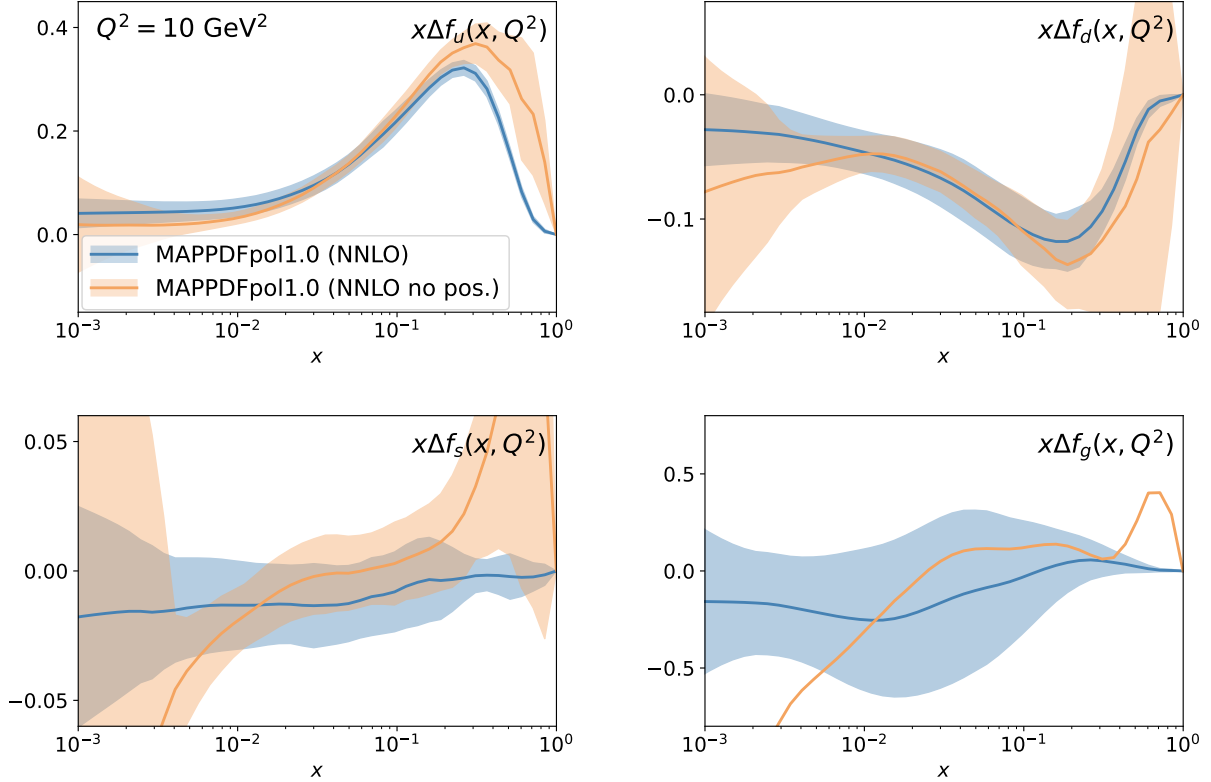 Q² = 10 GeV²
xΔf_u(x, Q²)
0.4
0.2
0.0
MAPPDFpol1.0 (NNLO)
MAPPDFpol1.0 (NNLO no pos.)
10⁻³ 10⁻² 10⁻¹ 10⁰
x
xΔf_d(x, Q²)
0.0
−0.1
10⁻³ 10⁻² 10⁻¹ 10⁰
x
xΔf_s(x, Q²)
0.05
0.00
−0.05
10⁻³ 10⁻² 10⁻¹ 10⁰
x
xΔf_g(x, Q²)
0.5
0.0
−0.5
10⁻³ 10⁻² 10⁻¹ 10⁰
x